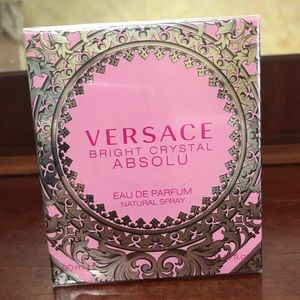 VERSACE
BRIGHT CRYSTAL
ABSOLU
EAU DE PARFUM
NATURAL SPRAY